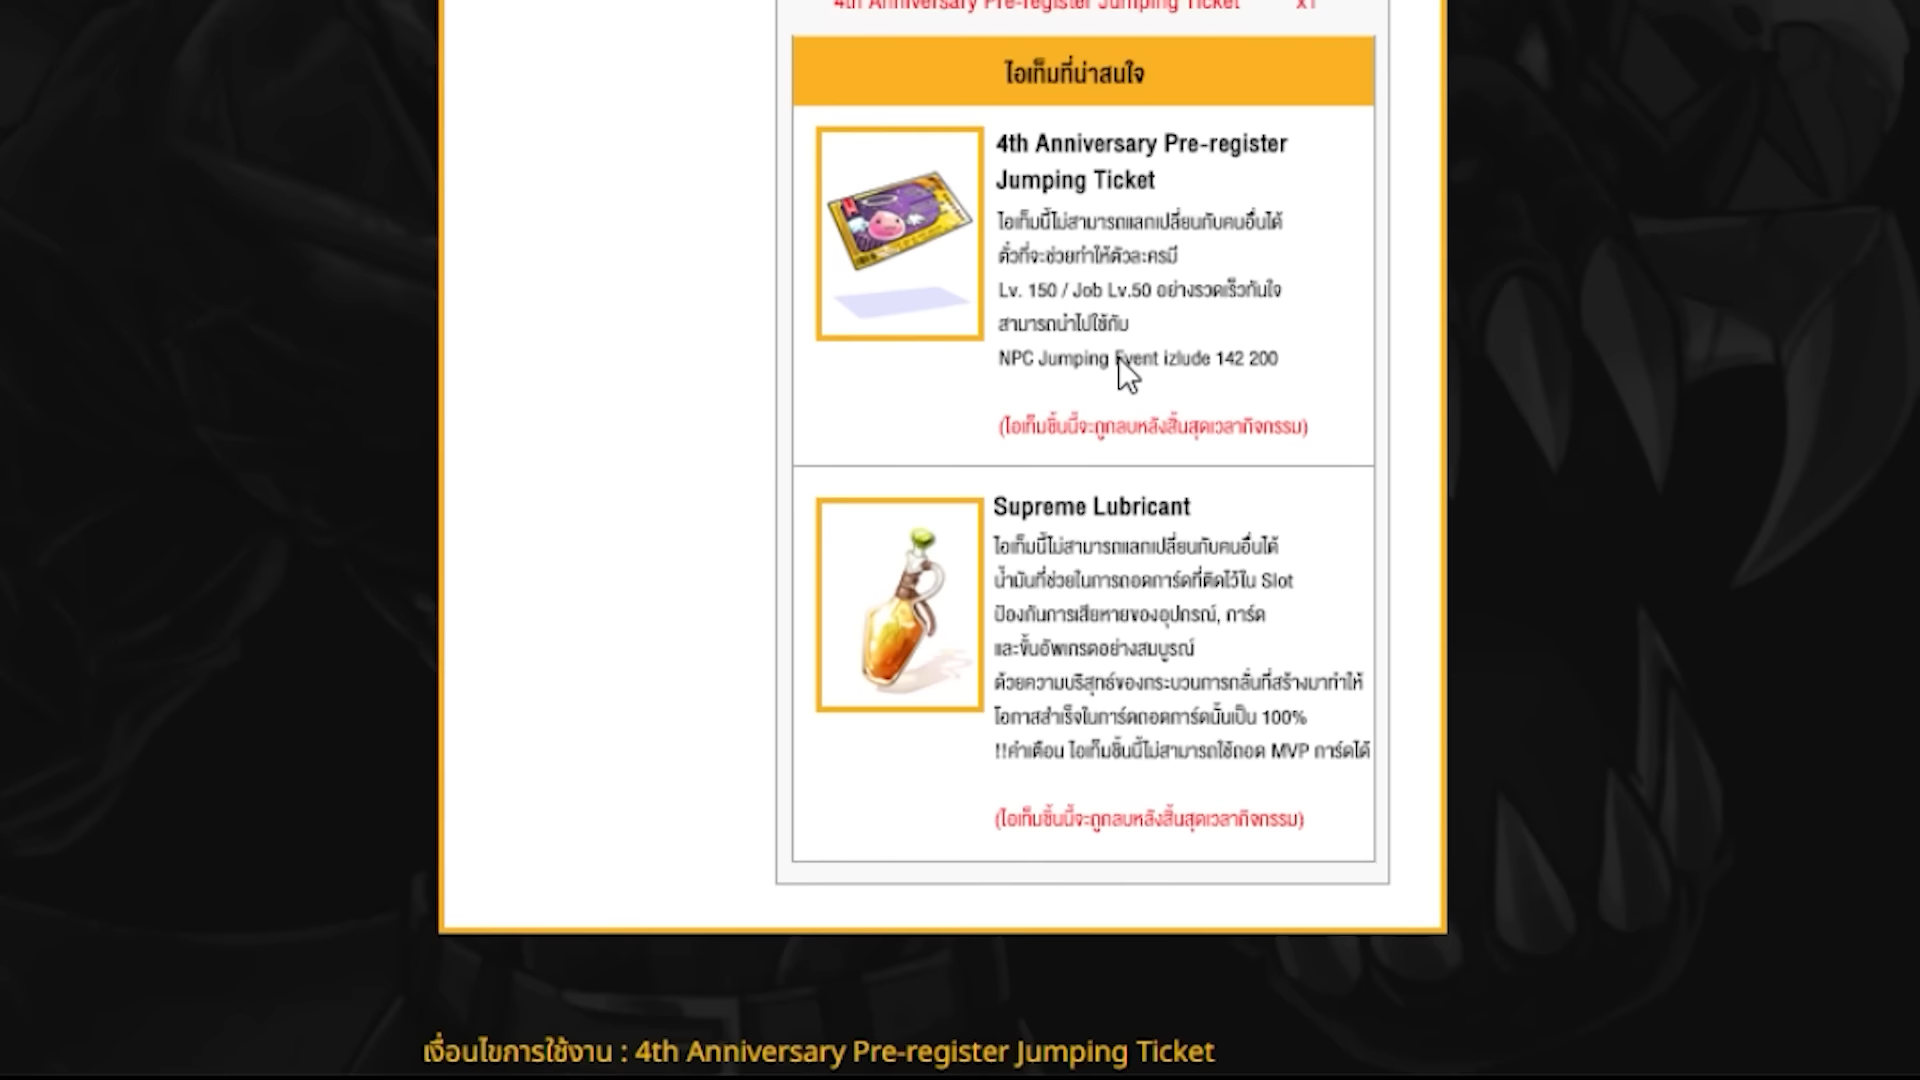 4th Anniversary Pre-register Jumping Ticket x1
ไอเท็มที่น่าสนใจ
4th Anniversary Pre-register
Jumping Ticket
ไอเท็มนี้ไม่สามารถแลกเปลี่ยนกับคนอื่นได้
ตั๋วที่จะช่วยทำให้ตัวละครมี
Lv. 150 / Job Lv.50 อย่างรวดเร็วทันใจ
สามารถนำไปใช้กับ
NPC Jumping Event izlude 142 200
(ไอเท็มชิ้นนี้จะถูกลบหลังสิ้นสุดเวลากิจกรรม)
Supreme Lubricant
ไอเท็มนี้ไม่สามารถแลกเปลี่ยนกับคนอื่นได้
น้ำมันที่ช่วยในการถอดการ์ดที่ติดไว้ใน Slot
ป้องกันการเสียหายของอุปกรณ์, การ์ด
และขั้นอัพเกรดอย่างสมบูรณ์
ด้วยความบริสุทธ์ของกระบวนการกลั่นที่สร้างมาทำให้
โอกาสสำเร็จในการ์ดถอดการ์ดนั้นเป็น 100%
!!คำเตือน ไอเท็มชิ้นนี้ไม่สามารถใช้ถอด MVP การ์ดได้
(ไอเท็มชิ้นนี้จะถูกลบหลังสิ้นสุดเวลากิจกรรม)
เงื่อนไขการใช้งาน : 4th Anniversary Pre-register Jumping Ticket